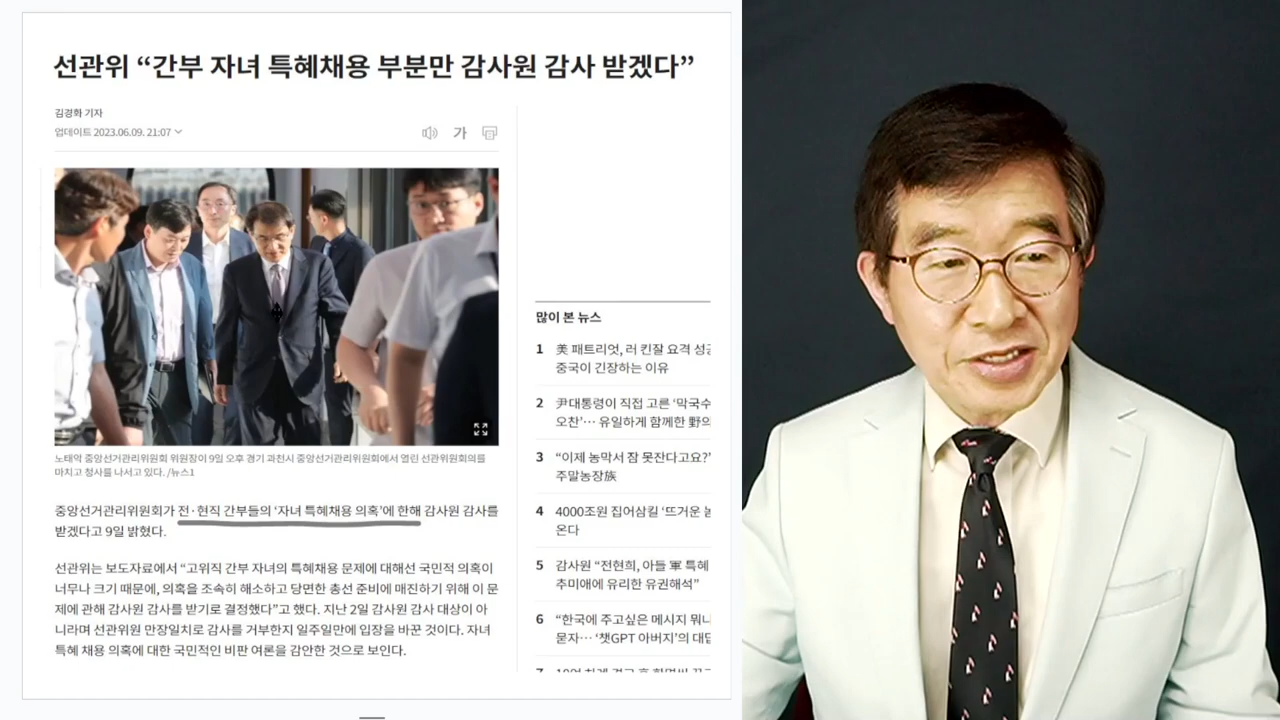 선관위 “간부 자녀 특혜채용 부분만 감사원 감사 받겠다”
김경화 기자
업데이트 2023.06.09. 21:07
가
노태악 중앙선거관리위원회 위원장이 9일 오후 경기 과천시 중앙선거관리위원회에서 열린 선관위원회의를
마치고 청사를 나서고 있다. /뉴스1
중앙선거관리위원회가 전·현직 간부들의 ‘자녀 특혜채용 의혹’에 한해 감사원 감사를
받겠다고 9일 밝혔다.
선관위는 보도자료에서 “고위직 간부 자녀의 특혜채용 문제에 대해선 국민적 의혹이
너무나 크기 때문에, 의혹을 조속히 해소하고 당면한 총선 준비에 매진하기 위해 이 문
제에 관해 감사원 감사를 받기로 결정했다”고 했다. 지난 2일 감사원 감사 대상이 아
니라며 선관위원 만장일치로 감사를 거부한지 일주일만에 입장을 바꾼 것이다. 자녀
특혜 채용 의혹에 대한 국민적인 비판 여론을 감안한 것으로 보인다.
많이 본 뉴스
1 美 패트리엇, 러 킨잘 요격
중국이 긴장하는 이유
2 尹대통령이 직접 고른 ‘막국수
오찬’… 유일하게 함께한 野의
3 “이제 농막서 잠 못잔다고요?’
주말농장族
4 4000조원 집어삼킬 ‘뜨거운
온다
5 감사원 “전현희, 아들 軍 특혜
추미애에 유리한 유권해석”
6 “한국에 주고싶은 메시지 뭐냐
묻자… ‘챗GPT 아버지’의 대답